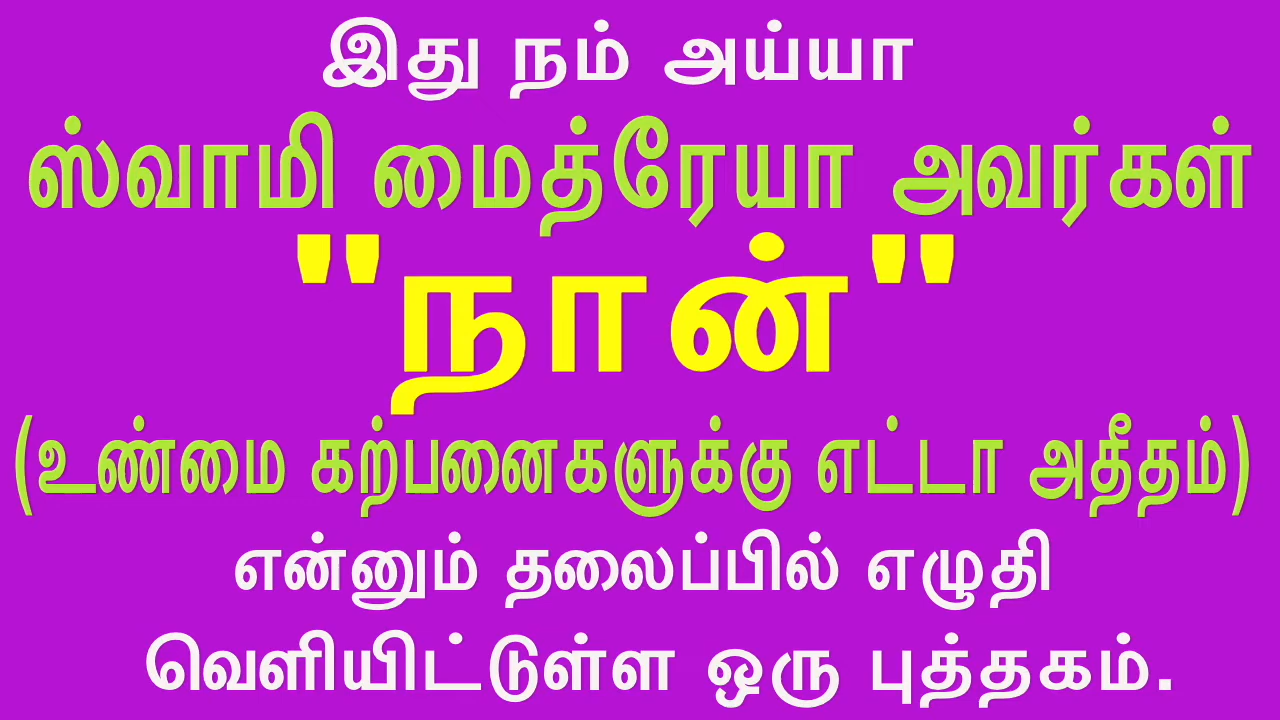 இது நம் அய்யா
ஸ்வாமி மைத்ரேயா அவர்கள்
"நான்"
(உண்மை கற்பனைகளுக்கு எட்டா அதீதம்)
என்னும் தலைப்பில் எழுதி
வெளியிட்டுள்ள ஒரு புத்தகம்.